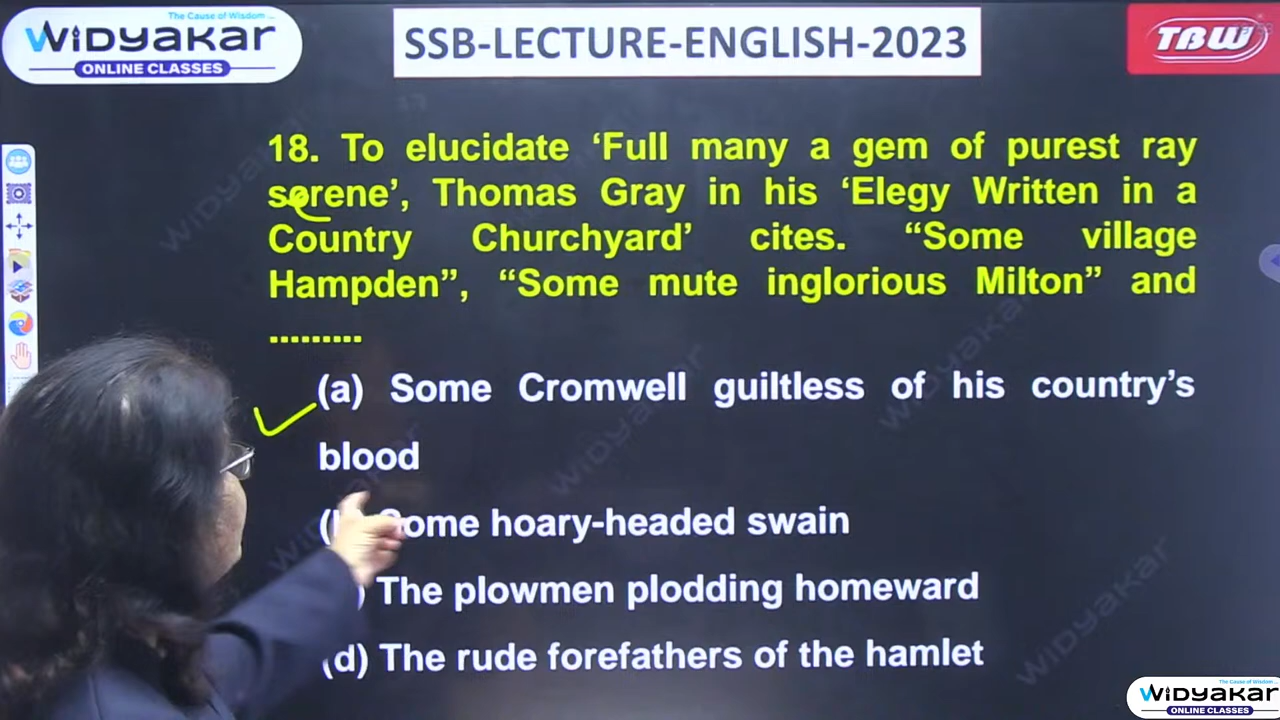 The Cause of Wisdom ...
WIDYAKAR
ONLINE CLASSES
SSB-LECTURE-ENGLISH-2023
TBW
18. To elucidate ‘Full many a gem of purest ray
serene’, Thomas Gray in his ‘Elegy Written in a
Country Churchyard’ cites. “Some village
Hampden”, “Some mute inglorious Milton” and
.........
(a) Some Cromwell guiltless of his country’s
blood
Some hoary-headed swain
The plowmen plodding homeward
(d) The rude forefathers of the hamlet
The Cause of Wisdom ...
WIDYAKAR
ONLINE CLASSES